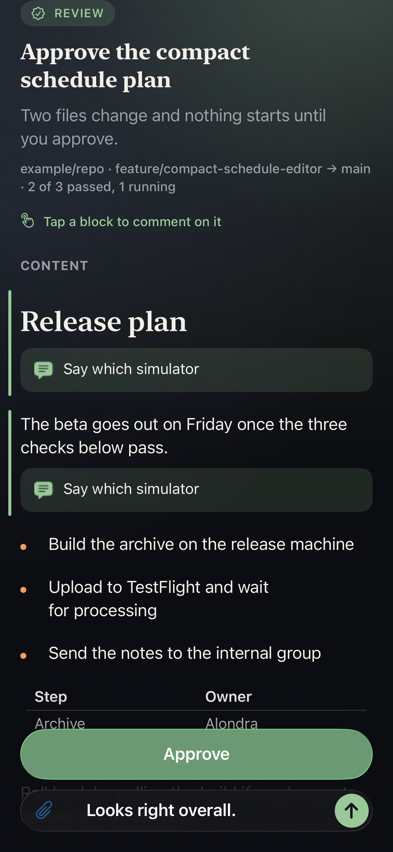 REVIEW
Approve the compact
schedule plan
Two files change and nothing starts until
you approve.
example/repo · feature/compact-schedule-editor → main
· 2 of 3 passed, 1 running
Tap a block to comment on it
CONTENT
Release plan
Say which simulator
The beta goes out on Friday once the three
checks below pass.
Say which simulator
• Build the archive on the release machine
• Upload to TestFlight and wait
for processing
• Send the notes to the internal group
Step Owner
Archive Alondra
Approve
Looks right overall.